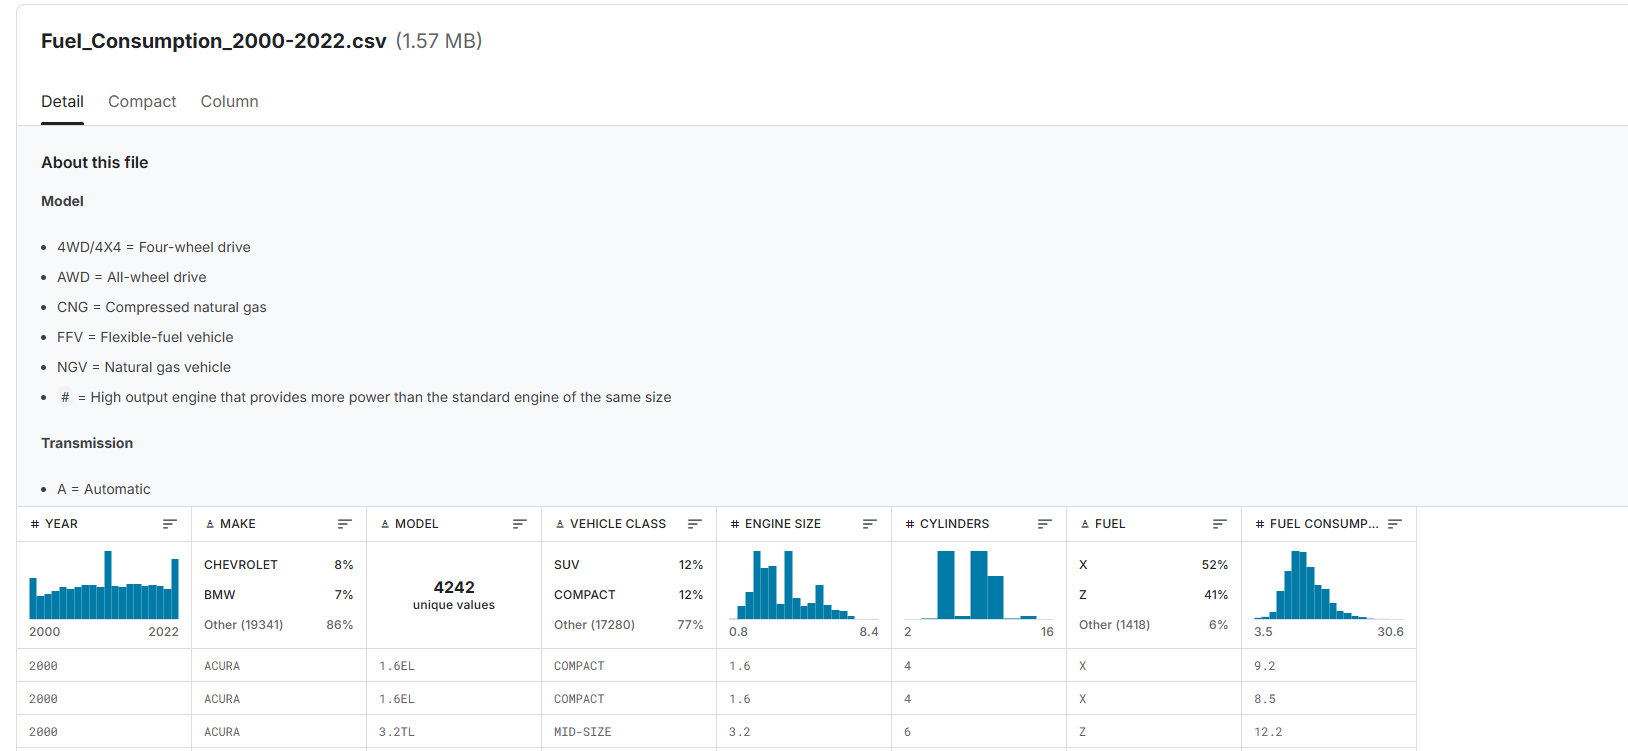 Fuel_Consumption_2000-2022.csv (1.57 MB)
Detail Compact Column
About this file
Model
4WD/4X4 = Four-wheel drive
AWD = All-wheel drive
CNG = Compressed natural gas
FFV = Flexible-fuel vehicle
NGV = Natural gas vehicle
# = High output engine that provides more power than the standard engine of the same size
Transmission
A = Automatic
# YEAR A MAKE A MODEL A VEHICLE CLASS # ENGINE SIZE # CYLINDERS A FUEL # FUEL CONSUMP...
CHEVROLET 8% SUV 12% X 52%
4242
BMW 7% COMPACT 12% Z 41%
unique values
Other (19341) 86% Other (17280) 77% Other (1418) 6%
2000 2022 0.8 8.4 2 16 3.5 30.6
2000 ACURA 1.6EL COMPACT 1.6 4 X 9.2
2000 ACURA 1.6EL COMPACT 1.6 4 X 8.5
2000 ACURA 3.2TL MID-SIZE 3.2 6 Z 12.2